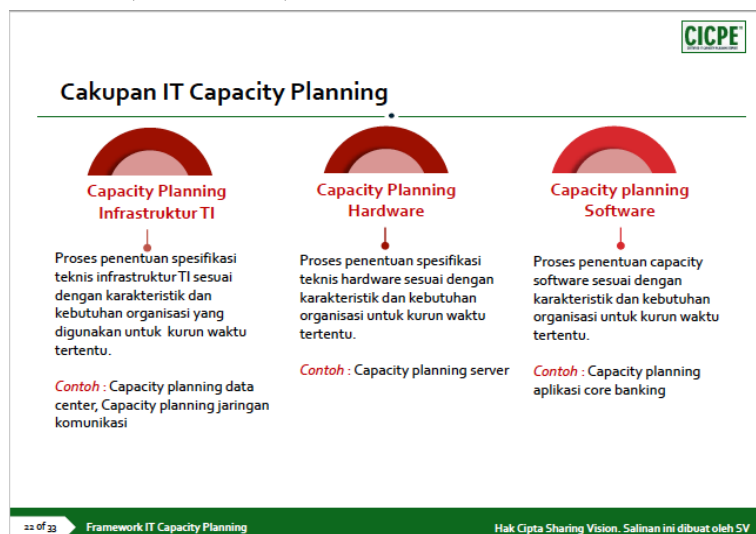 CICPE
Cakupan IT Capacity Planning
Capacity Planning
Infrastruktur TI
Proses penentuan spesifikasi
teknis infrastruktur TI sesuai
dengan karakteristik dan
kebutuhan organisasi yang
digunakan untuk kurun waktu
tertentu.
Contoh : Capacity planning data
center, Capacity planning jaringan
komunikasi
Capacity Planning
Hardware
Proses penentuan spesifikasi
teknis hardware sesuai dengan
karakteristik dan kebutuhan
organisasi untuk kurun waktu
tertentu.
Contoh : Capacity planning server
Capacity planning
Software
Proses penentuan capacity
software sesuai dengan
karakteristik dan kebutuhan
organisasi untuk kurun waktu
tertentu.
Contoh : Capacity planning
aplikasi core banking
22 of 33
Framework IT Capacity Planning
Hak Cipta Sharing Vision. Salinan ini dibuat oleh SV